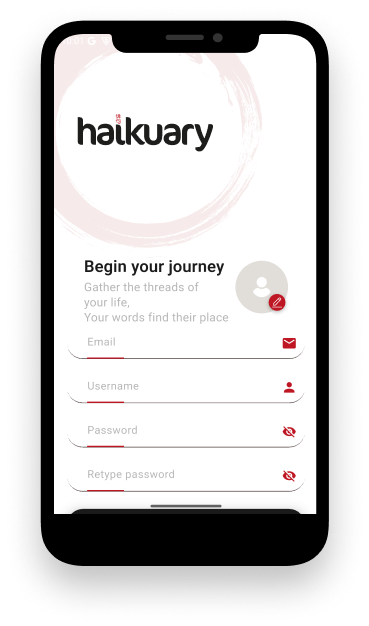 haikuary
Begin your journey
Gather the threads of
your life,
Your words find their place
Email
Username
Password
Retype password